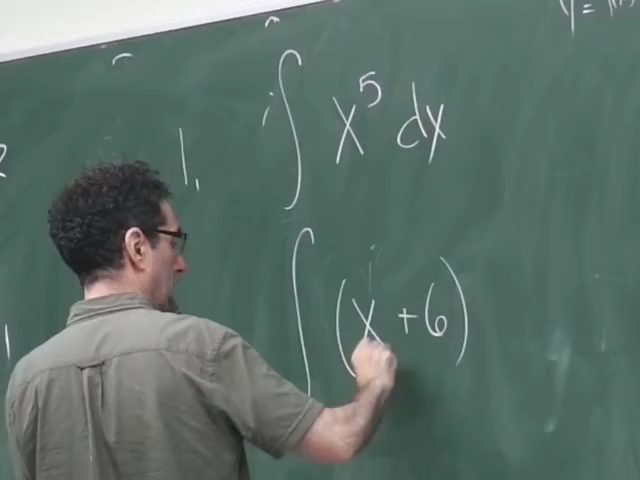 1. ∫ x⁵ dx
∫ (x + 6)